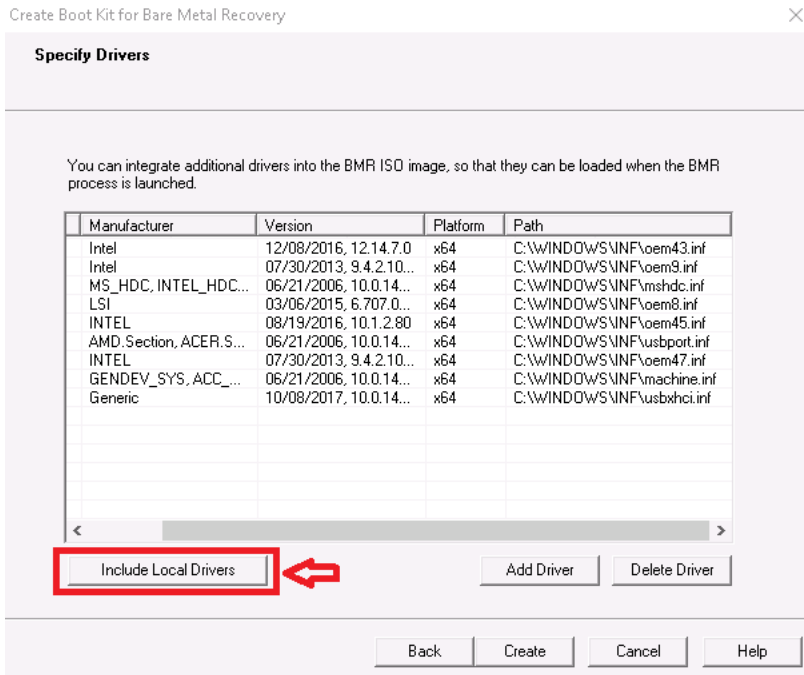 Create Boot Kit for Bare Metal Recovery
Specify Drivers
You can integrate additional drivers into the BMR ISO image, so that they can be loaded when the BMR
process is launched.
Manufacturer Version Platform Path
Intel 12/08/2016, 12.14.7.0 x64 C:\WINDOWS\INF\oem43.inf
Intel 07/30/2013, 9.4.2.10... x64 C:\WINDOWS\INF\oem9.inf
MS_HDC, INTEL_HDC... 06/21/2006, 10.0.14... x64 C:\WINDOWS\INF\mshdc.inf
LSI 03/06/2015, 6.707.0... x64 C:\WINDOWS\INF\oem8.inf
INTEL 08/19/2016, 10.1.2.80 x64 C:\WINDOWS\INF\oem45.inf
AMD.Section, ACER.S... 06/21/2006, 10.0.14... x64 C:\WINDOWS\INF\usbport.inf
INTEL 07/30/2013, 9.4.2.10... x64 C:\WINDOWS\INF\oem47.inf
GENDEV_SYS, ACC_... 06/21/2006, 10.0.14... x64 C:\WINDOWS\INF\machine.inf
Generic 10/08/2017, 10.0.14... x64 C:\WINDOWS\INF\usbxhci.inf
Include Local Drivers Add Driver Delete Driver
Back Create Cancel Help